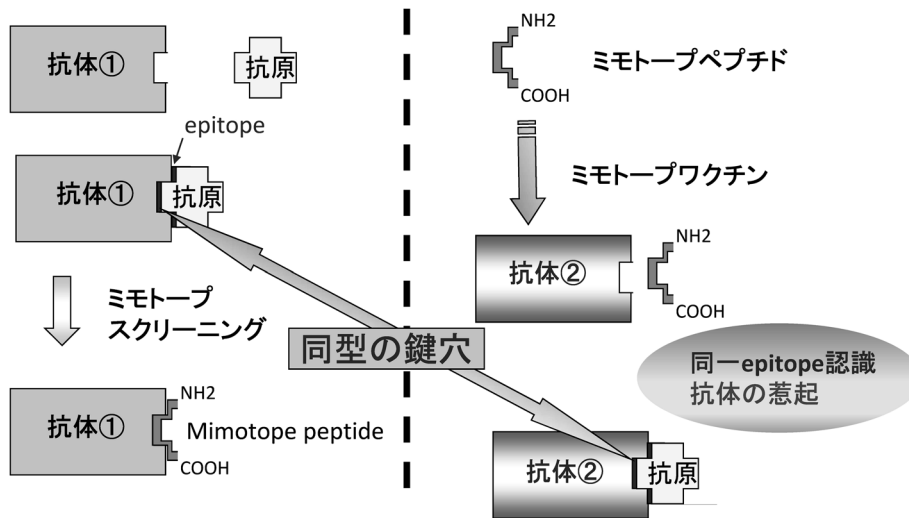 抗体①
抗原
epitope
抗体①
抗原
ミモトープ
スクリーニング
抗体①
NH2
Mimotope peptide
COOH
同型の鍵穴
NH2
ミモトープペプチド
COOH
ミモトープワクチン
抗体②
NH2
COOH
同一epitope認識
抗体の惹起
抗体②
抗原